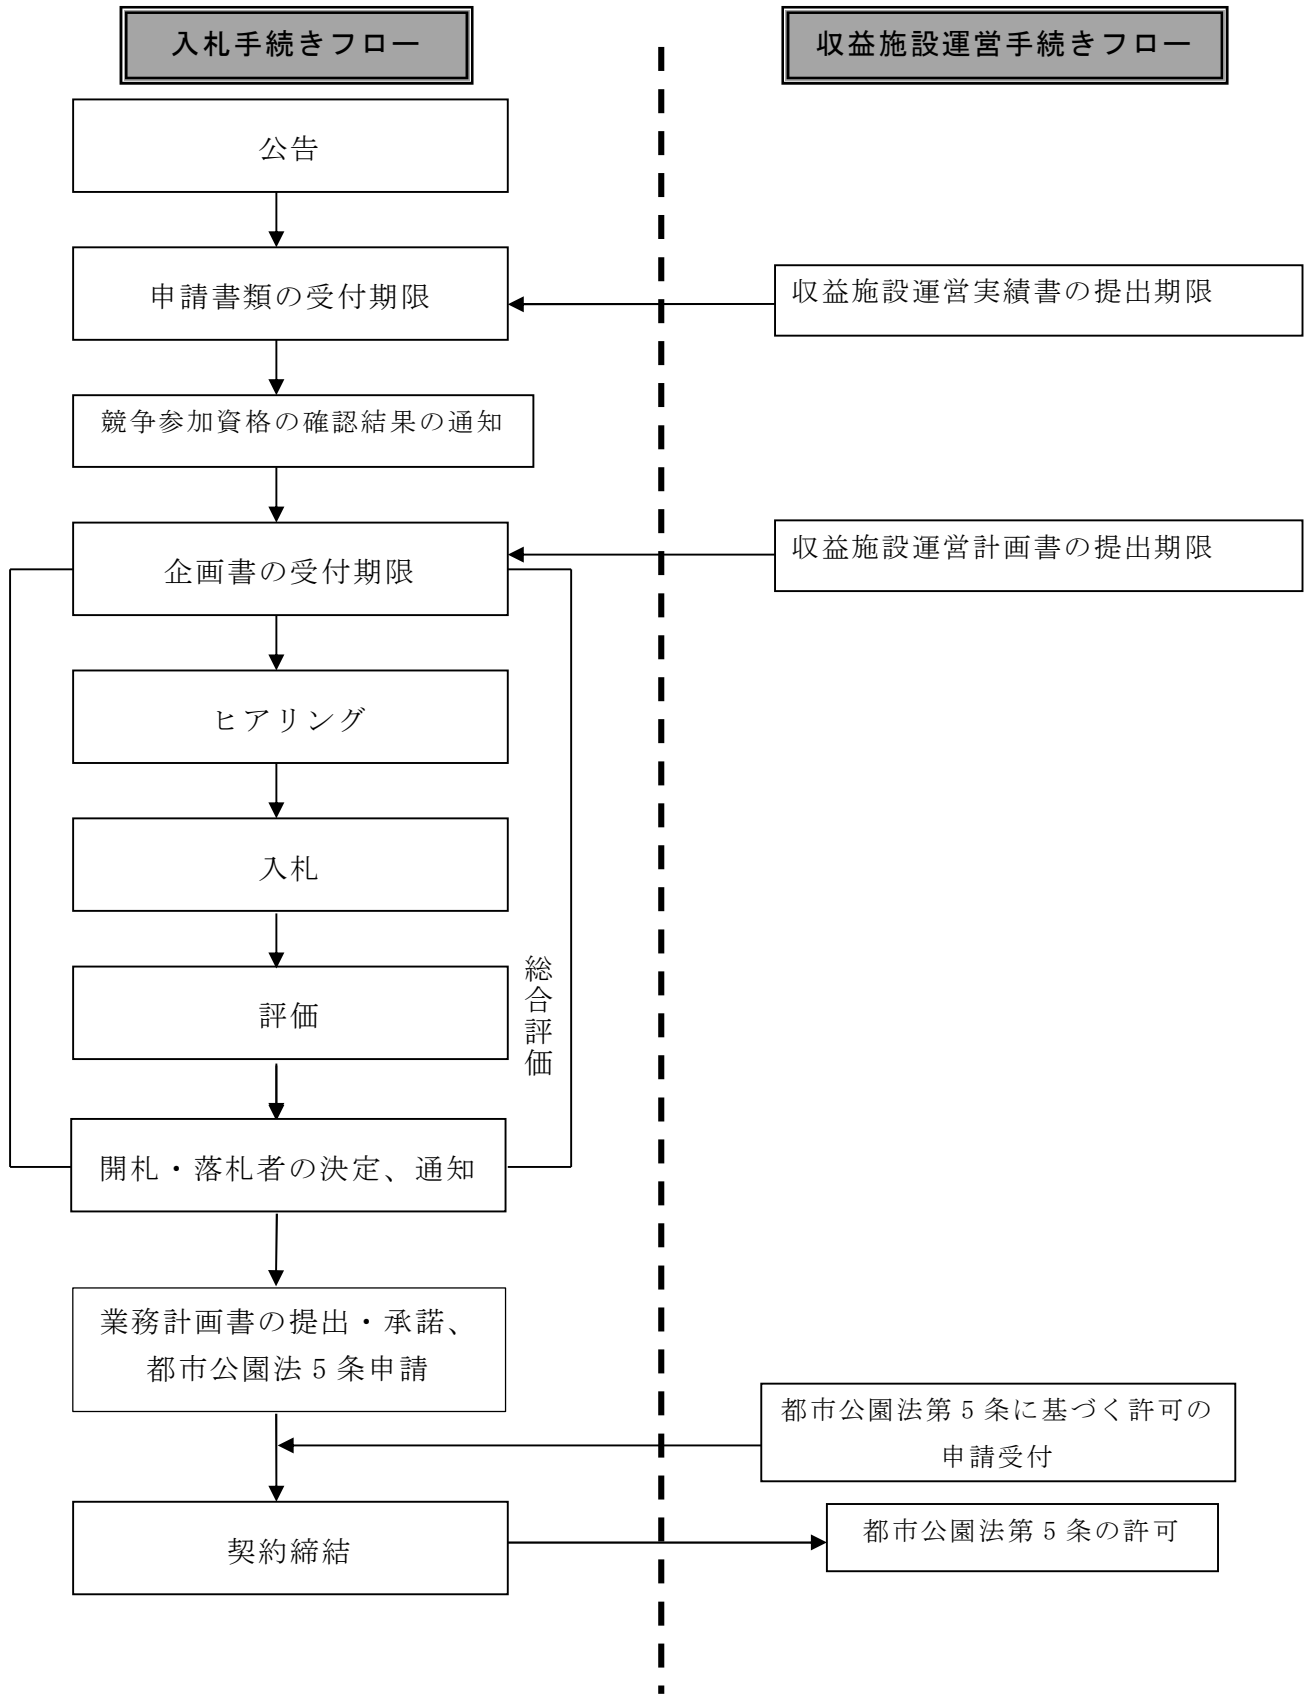 入札手続きフロー
収益施設運営手続きフロー
公告
申請書類の受付期限
収益施設運営実績書の提出期限
競争参加資格の確認結果の通知
企画書の受付期限
収益施設運営計画書の提出期限
ヒアリング
入札
評価
総合評価
開札・落札者の決定、通知
業務計画書の提出・承諾、
都市公園法5条申請
都市公園法第5条に基づく許可の
申請受付
契約締結
都市公園法第5条の許可